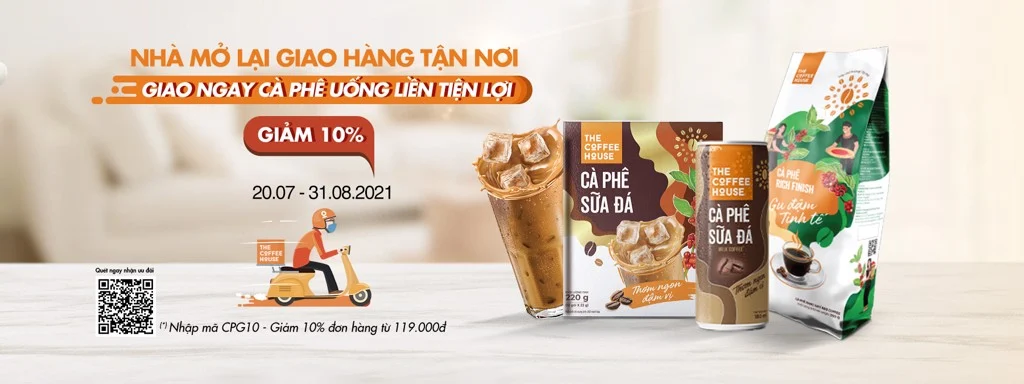 NHÀ MỞ LẠI GIAO HÀNG TẬN NƠI
GIAO NGAY CÀ PHÊ UỐNG LIỀN TIỆN LỢI
GIẢM 10%
20.07 - 31.08.2021
THE
COFFEE
HOUSE
Quét ngay nhận ưu đãi
(*) Nhập mã CPG10 - Giảm 10% đơn hàng từ 119.000đ
THE
COFFEE
HOUSE
CÀ PHÊ
SỮA ĐÁ
Thơm ngon
đậm vị
220 g
THE
COFFEE
HOUSE
CÀ PHÊ
SỮA ĐÁ
MILK COFFEE
Thơm ngon
đậm vị
THE
COFFEE
HOUSE
CÀ PHÊ
RICH FINISH
Gu đậm
Tinh tế